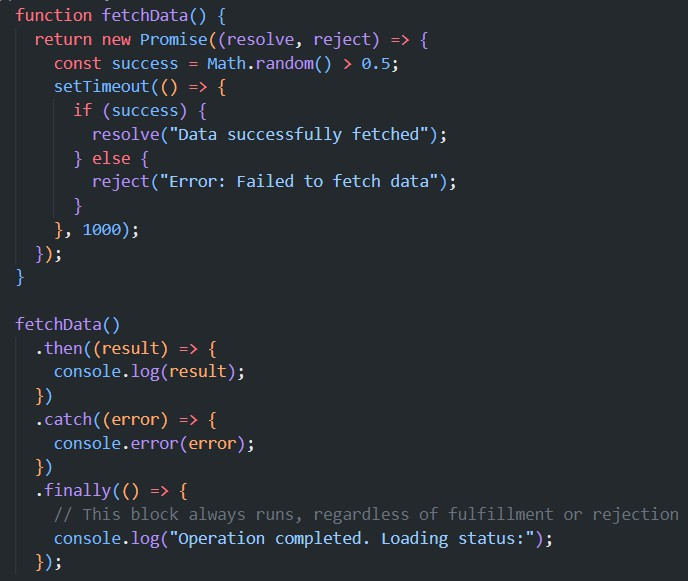 function fetchData() {
  return new Promise((resolve, reject) => {
    const success = Math.random() > 0.5;
    setTimeout(() => {
      if (success) {
        resolve("Data successfully fetched");
      } else {
        reject("Error: Failed to fetch data");
      }
    }, 1000);
  });
}

fetchData()
  .then((result) => {
    console.log(result);
  })
  .catch((error) => {
    console.error(error);
  })
  .finally(() => {
    // This block always runs, regardless of fulfillment or rejection
    console.log("Operation completed. Loading status:");
  });